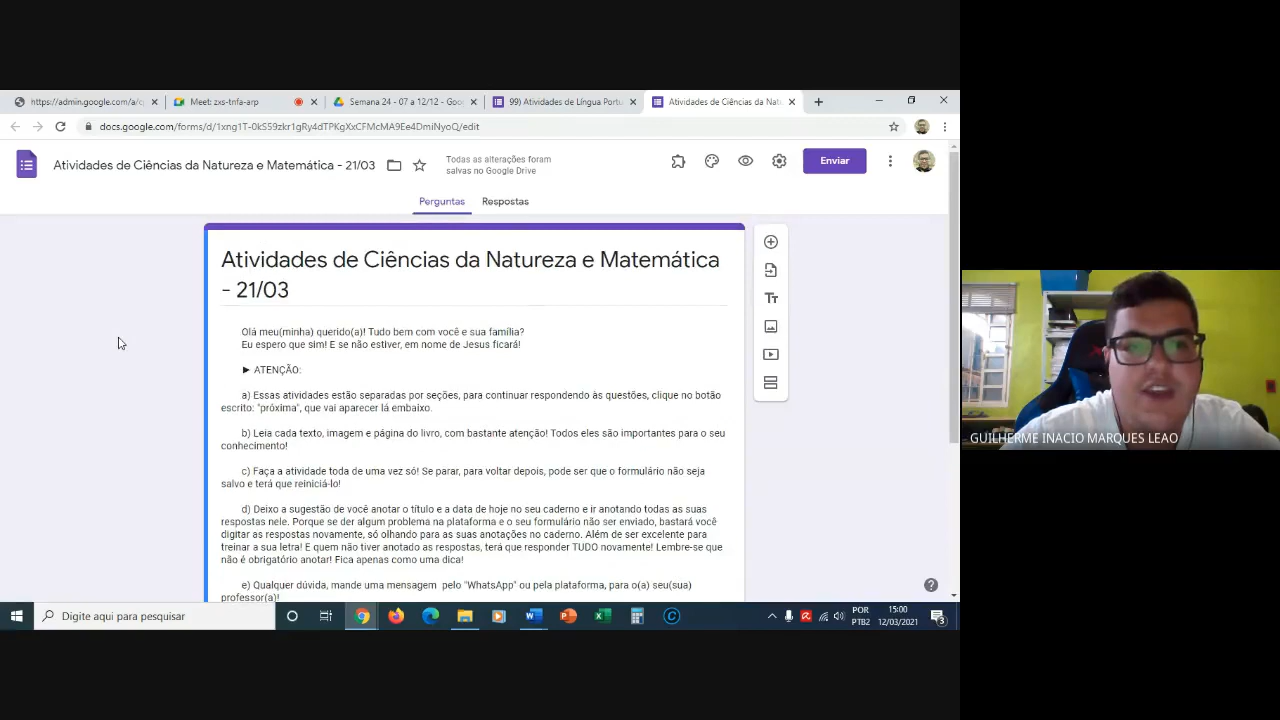 https://admin.google.com/a/c
Meet: zxs-tnfa-arp
Semana 24 - 07 a 12/12 - Goo
99) Atividades de Língua Portu
Atividades de Ciências da Natu
docs.google.com/forms/d/1xng1T-0kS59zkr1gRy4dTPKgXxCFMcMA9Ee4DmiNyoQ/edit
Atividades de Ciências da Natureza e Matemática - 21/03
Todas as alterações foram
salvas no Google Drive
Enviar
Perguntas
Respostas
Atividades de Ciências da Natureza e Matemática
- 21/03
Olá meu(minha) querido(a)! Tudo bem com você e sua família?
Eu espero que sim! E se não estiver, em nome de Jesus ficará!
► ATENÇÃO:
a) Essas atividades estão separadas por seções, para continuar respondendo às questões, clique no botão
escrito: "próxima", que vai aparecer lá embaixo.
b) Leia cada texto, imagem e página do livro, com bastante atenção! Todos eles são importantes para o seu
conhecimento!
c) Faça a atividade toda de uma vez só! Se parar, para voltar depois, pode ser que o formulário não seja
salvo e terá que reiniciá-lo!
d) Deixo a sugestão de você anotar o título e a data de hoje no seu caderno e ir anotando todas as suas
respostas nele. Porque se der algum problema na plataforma e o seu formulário não ser enviado, bastará você
digitar as respostas novamente, só olhando para as suas anotações no caderno. Além de ser excelente para
treinar a sua letra! E quem não tiver anotado as respostas, terá que responder TUDO novamente! Lembre-se que
não é obrigatório anotar! Fica apenas como uma dica!
e) Qualquer dúvida, mande uma mensagem pelo "WhatsApp" ou pela plataforma, para o(a) seu(sua)
professor(a)!
GUILHERME INACIO MARQUES LEAO
Digite aqui para pesquisar
POR
PTB2
15:00
12/03/2021
3